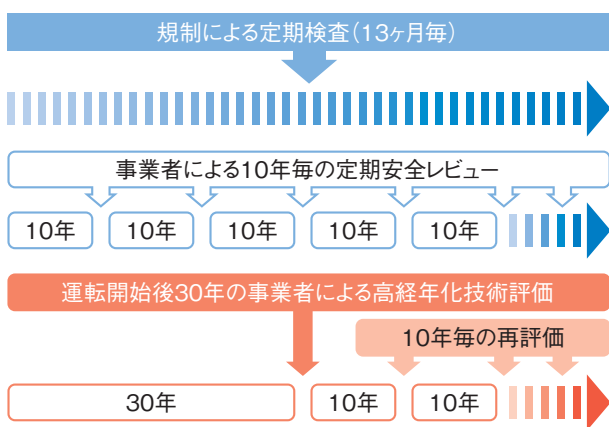 規制による定期検査(13ヶ月毎)
事業者による10年毎の定期安全レビュー
10年 10年 10年 10年 10年
運転開始後30年の事業者による高経年化技術評価
10年毎の再評価
30年 10年 10年